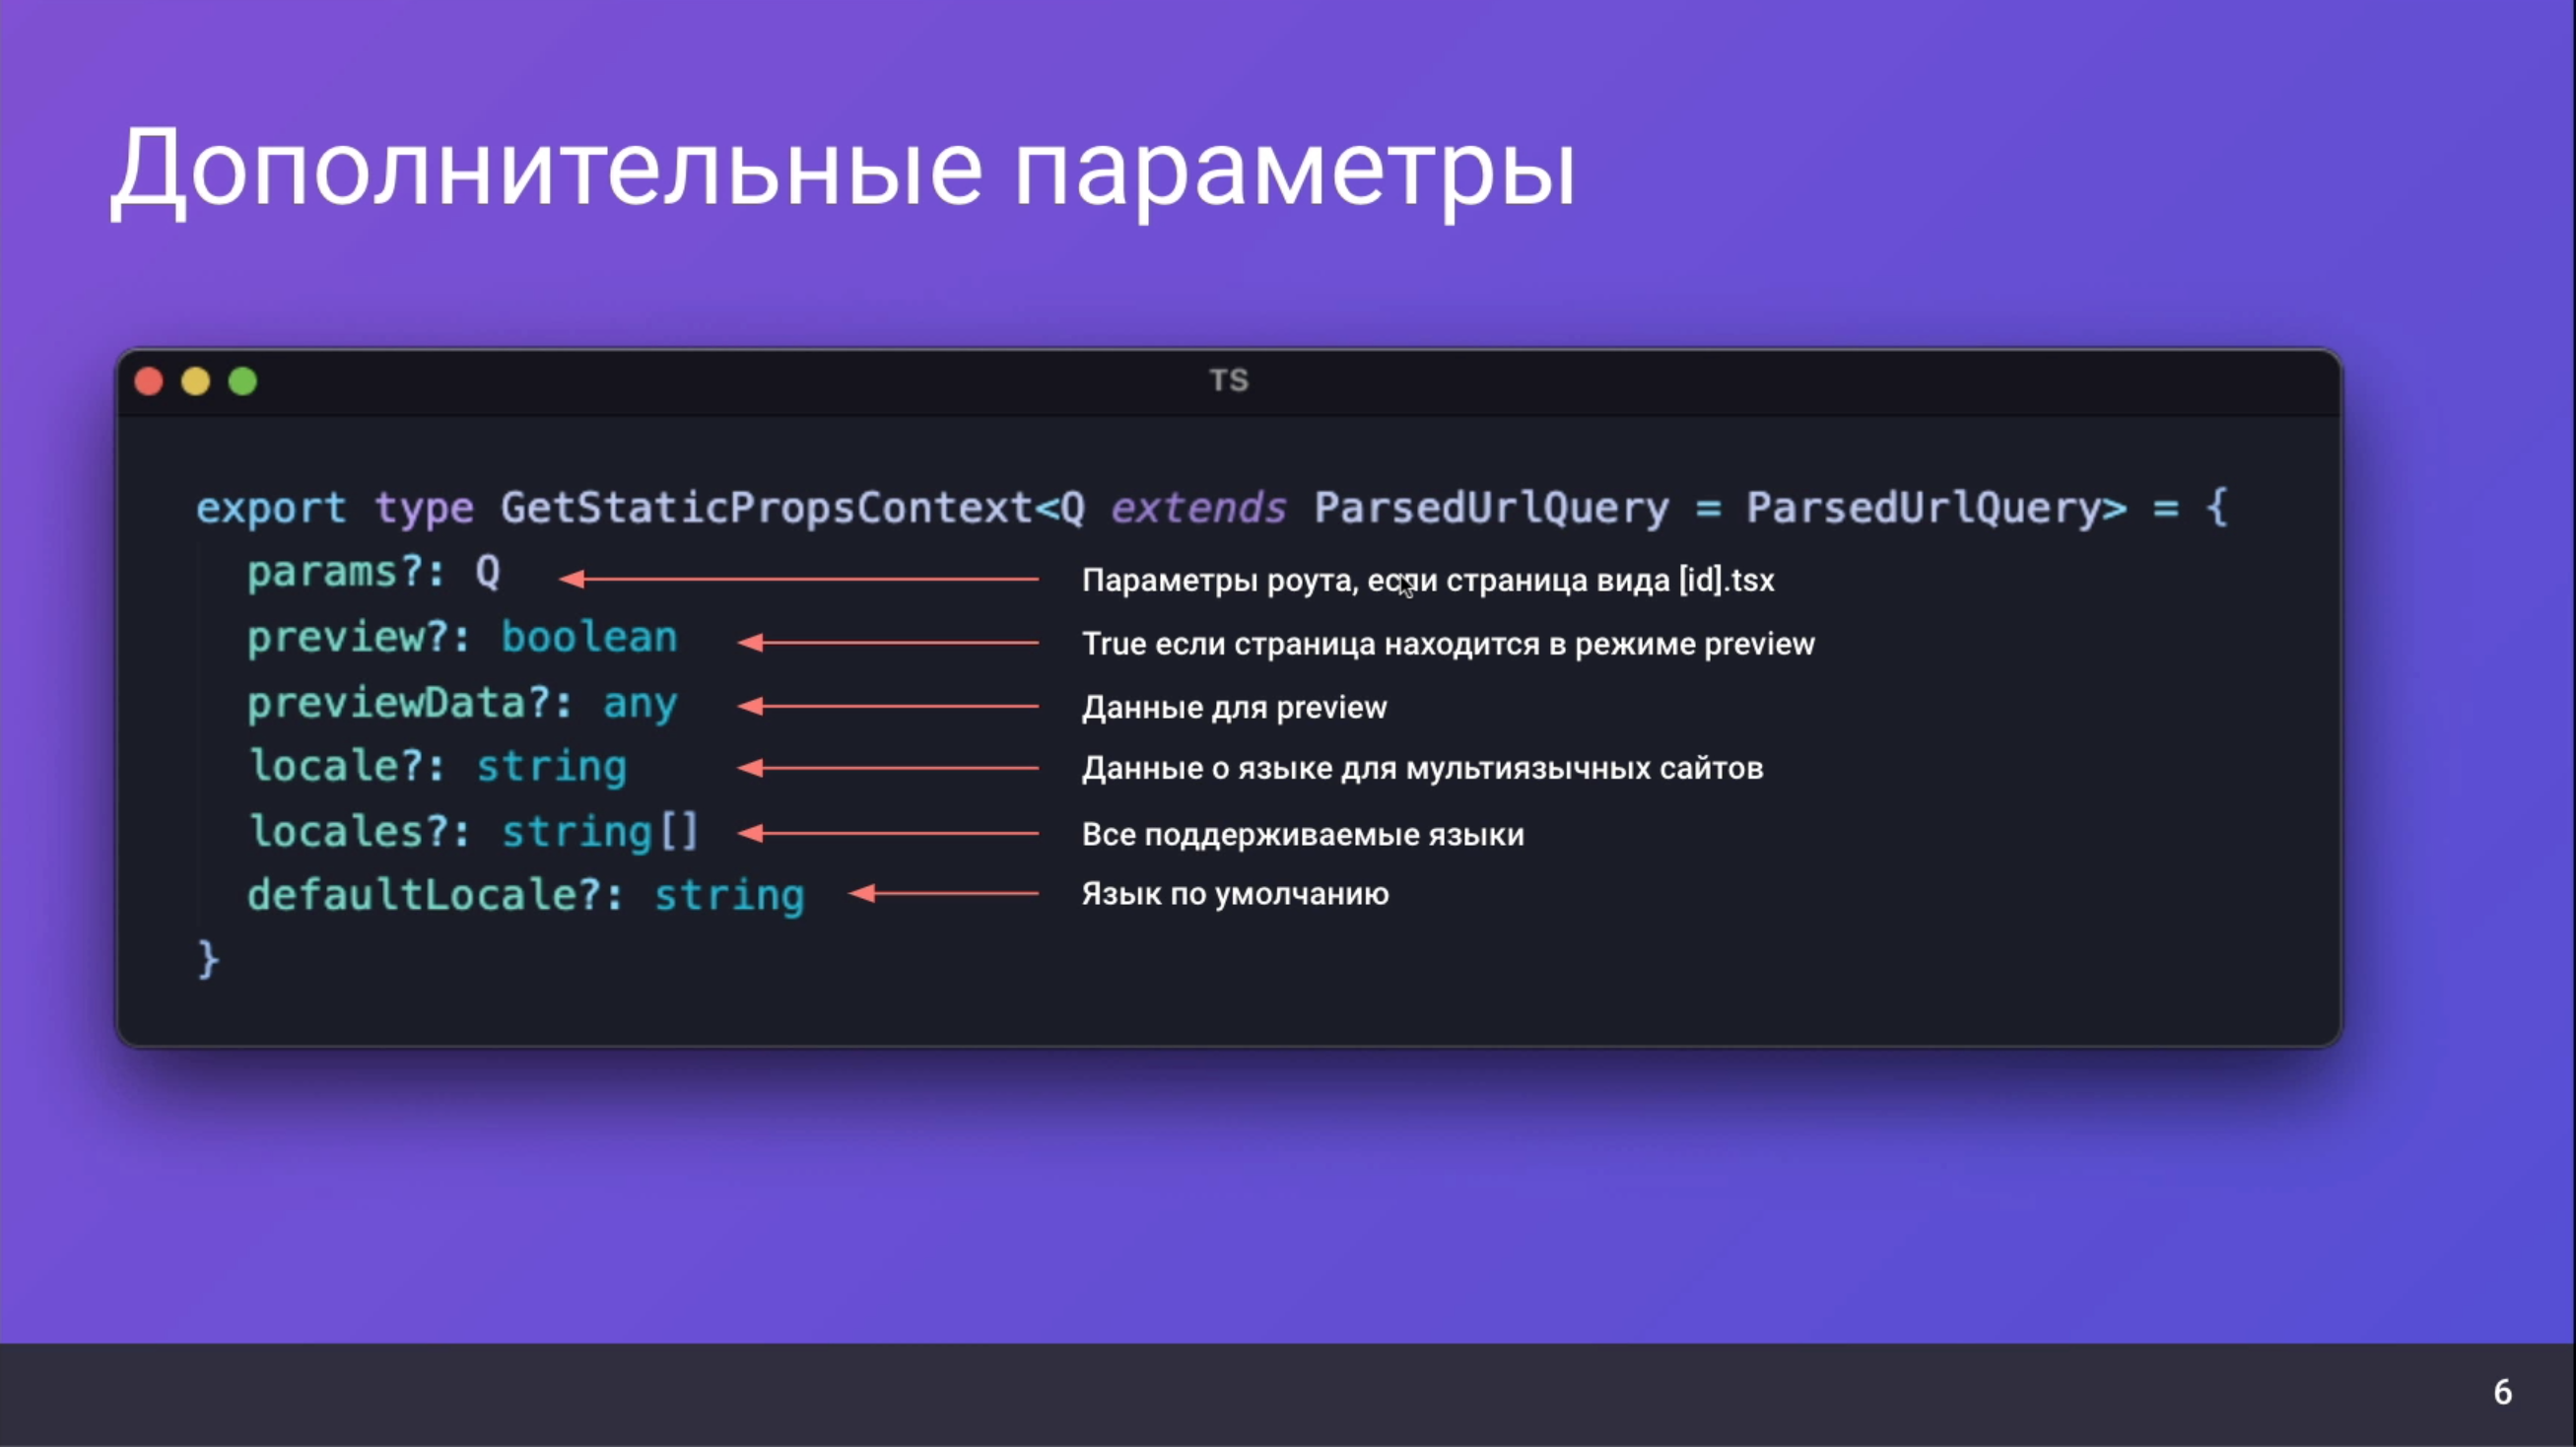 Дополнительные параметры
TS
export type GetStaticPropsContext<Q extends ParsedUrlQuery = ParsedUrlQuery> = {
params?: Q
Параметры роута, если страница вида [id].tsx
preview?: boolean
True если страница находится в режиме preview
previewData?: any
Данные для preview
locale?: string
Данные о языке для мультиязычных сайтов
locales?: string[]
Все поддерживаемые языки
defaultLocale?: string
Язык по умолчанию
}
6